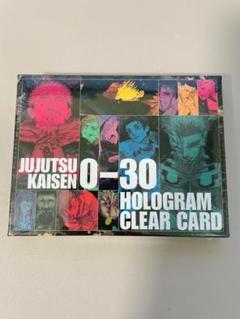 JUJUTSU
KAISEN 0-30
HOLOGRAM
CLEAR CARD